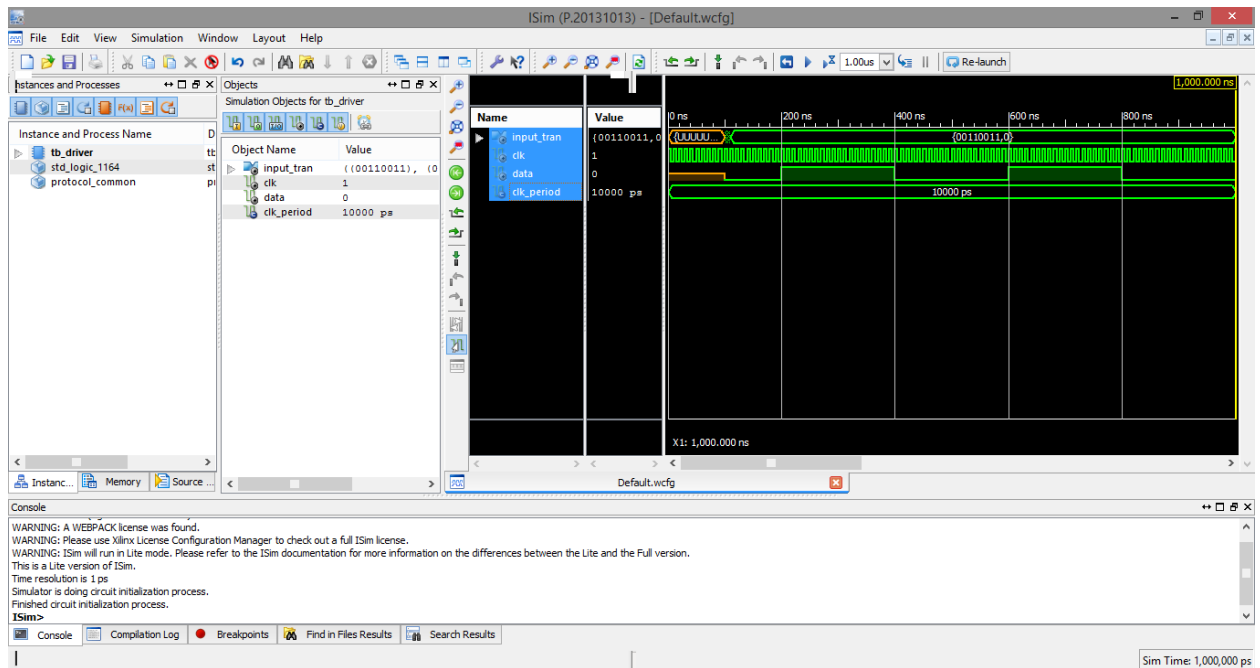 ISim (P.20131013) - [Default.wcfg]
File Edit View Simulation Window Layout Help
1.00us Re-launch
Instances and Processes
F(x)
Instance and Process Name D
tb_driver tb
std_logic_1164 st
protocol_common
Instanc... Memory Source ...
Objects
Simulation Objects for tb_driver
Object Name Value
input_tran ((00110011), (0
clk 1
data 0
clk_period 10000 ps
1,000.000 ns
Name Value
0 ns 200 ns 400 ns 600 ns 800 ns
input_tran {00110011,0 {UUUUU... {00110011,0}
clk 1
data 0
clk_period 10000 ps 10000 ps
X1: 1,000.000 ns
Default.wcfg
Console
WARNING: A WEBPACK license was found.
WARNING: Please use Xilinx License Configuration Manager to check out a full ISim license.
WARNING: ISim will run in Lite mode. Please refer to the ISim documentation for more information on the differences between the Lite and the Full version.
This is a Lite version of ISim.
Time resolution is 1 ps
Simulator is doing circuit initialization process.
Finished circuit initialization process.
ISim>
Console Compilation Log Breakpoints Find in Files Results Search Results
Sim Time: 1,000,000 ps